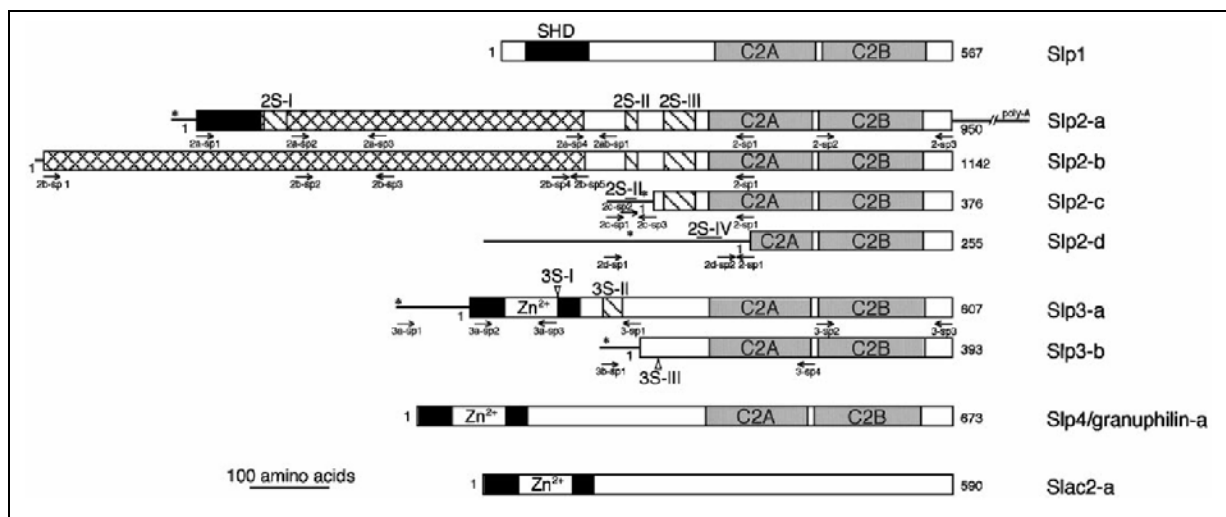 SHD
1 C2A C2B 567 Slp1
2S-I 2S-II 2S-III
* poly-A
1 C2A C2B 950 Slp2-a
2a-sp1 2a-sp2 2a-sp3 2a-sp4 2ab-sp1 2-sp1 2-sp2 2-sp3
1 C2A C2B 1142 Slp2-b
2b-sp1 2b-sp2 2b-sp3 2b-sp4 2b-sp5 2-sp1
2S-II *
2c-sp2 1 C2A C2B 376 Slp2-c
2c-sp1 2c-sp3 2-sp1
* 2S-IV
1 C2A C2B 255 Slp2-d
2d-sp1 2d-sp2 2-sp1
3S-I 3S-II
*
1 Zn2+ C2A C2B 607 Slp3-a
3a-sp1 3a-sp2 3a-sp3 3-sp1 3-sp2 3-sp3
*
1 C2A C2B 393 Slp3-b
3b-sp1 3S-III 3-sp4
1 Zn2+ C2A C2B 673 Slp4/granuphilin-a
100 amino acids
1 Zn2+ 590 Slac2-a